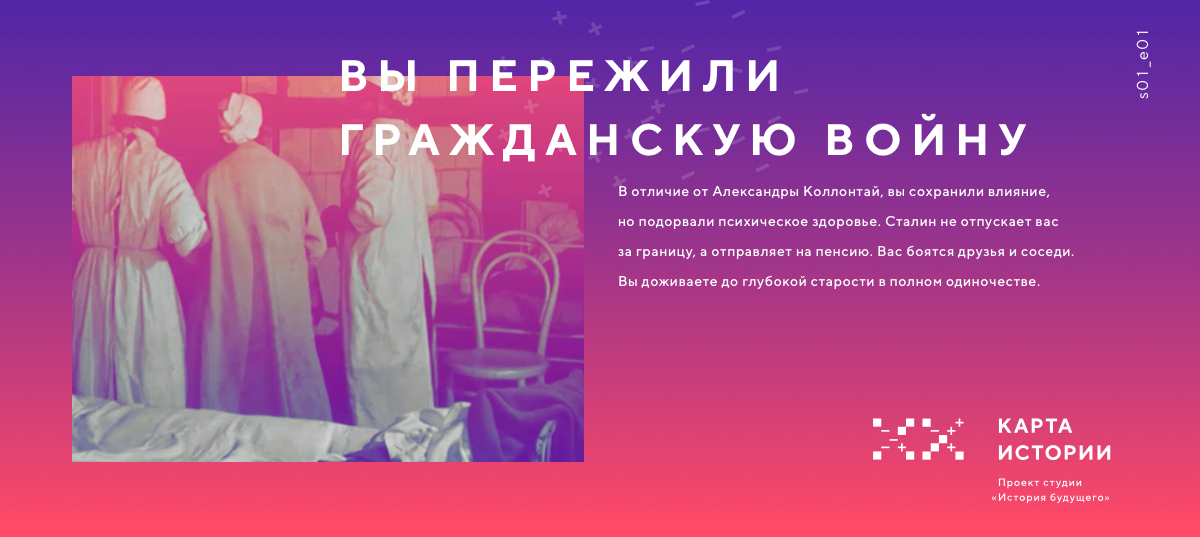 s01_e01
ВЫ ПЕРЕЖИЛИ
ГРАЖДАНСКУЮ ВОЙНУ
В отличие от Александры Коллонтай, вы сохранили влияние,
но подорвали психическое здоровье. Сталин не отпускает вас
за границу, а отправляет на пенсию. Вас боятся друзья и соседи.
Вы доживаете до глубокой старости в полном одиночестве.
КАРТА
ИСТОРИИ
Проект студии
«История будущего»